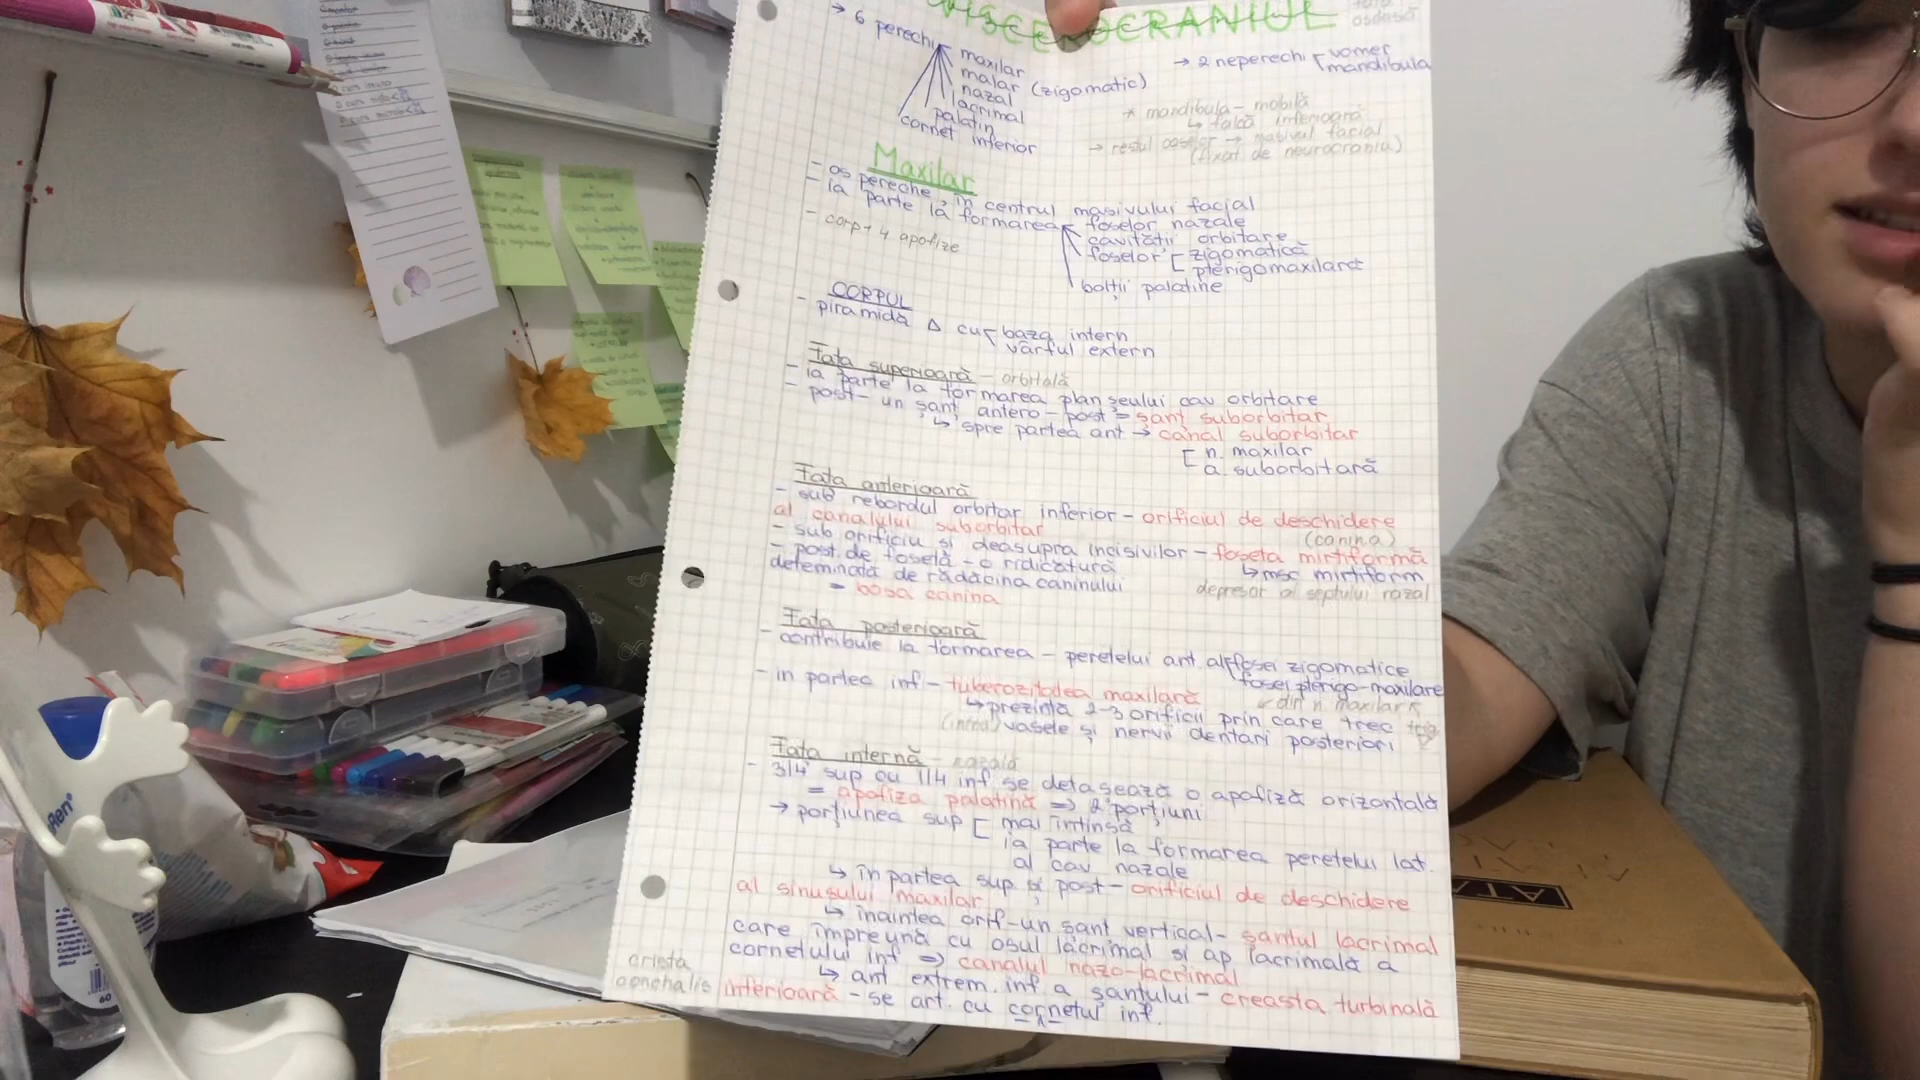 VISCEROCRANIUL
→ 6 perechi
maxilar
malar (zigomatic)
nazal
lacrimal
palatin
cornet inferior
osoasă
→ 2 neperechi [ vomer
mandibula
* mandibula - mobilă
↳ falcă inferioară
→ restul oaselor → masivul facial
(fixat de neurocraniu)
Maxilar
- os pereche, în centrul masivului facial
- ia parte la formarea foselor nazale
cavității orbitare
foselor [ zigomatică
pterigomaxilară
bolții palatine
- corp + 4 apofize
CORPUL
- piramidă Δ cu [ baza intern
vârful extern
Fața superioară - orbitală
- ia parte la formarea planșeului cav orbitare
- post - un șanț antero-post = șanț suborbitar
↳ spre partea ant → canal suborbitar
[ n. maxilar
a. suborbitară
Fața anterioară
- sub rebordul orbitar inferior - orificiul de deschidere
al canalului suborbitar
(canina)
- sub orificiu și deasupra incisivilor - foseta mirtiformă
↳ msc mirtiform
depresor al septului nazal
- post. de fosetă - o ridicătură
deteminată de rădăcina caninului
= bosa canina
Fața posterioară
- contribuie la formarea - peretelui ant. al [ fosei zigomatice
fosei pterigo-maxilare
- in partea inf - tuberozitatea maxilară
↳ prezintă 2-3 orificii prin care trec
din n maxilar
(intra) vasele și nervii dentari posteriori
Fața internă - nazală
- 3/4 sup cu 1/4 inf se detașează o apofiză orizontală
= apofiza palatină ⇒ 2 porțiuni
→ porțiunea sup [ mai întinsă
ia parte la formarea peretelui lat.
al cav nazale
↳ în partea sup. și post - orificiul de deschidere
al sinusului maxilar
↳ înaintea orif - un șanț vertical - șanțul lacrimal
care împreună cu osul lacrimal și ap lacrimală a
cornetului inf ⇒ canalul nazo-lacrimal
↳ ant extrem. inf a șanțului - creasta turbinală
inferioară - se art. cu cornetul inf.
crista
conchalis
ATA
60